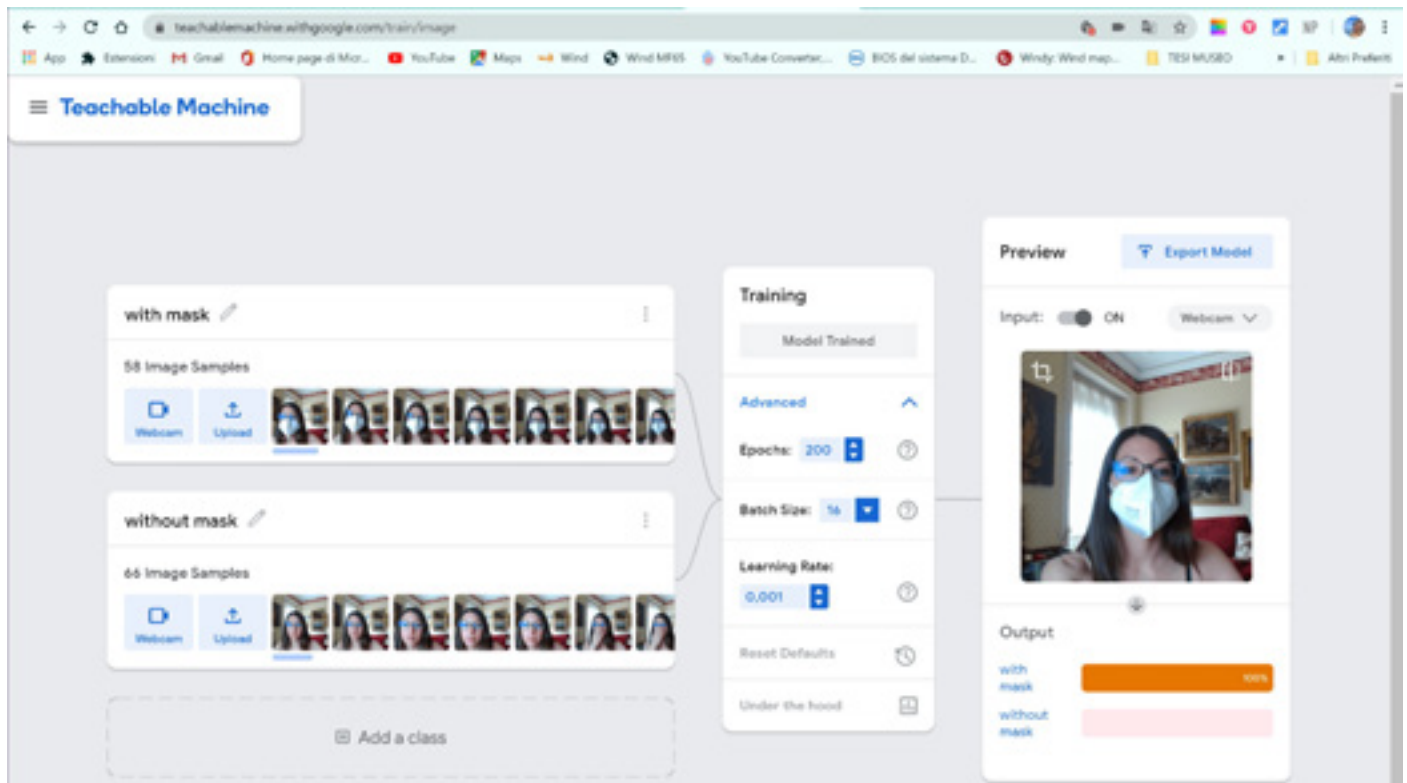 teachablemachine.withgoogle.com/train/image
App Extensioni Gmail Home page di Micr... YouTube Maps Wind Wind MF65 YouTube Converter,... BIOS del sistema D... Windy: Wind map... TESI MUSEO » Altri Preferiti
Teachable Machine
with mask
58 Image Samples
Webcam Upload
without mask
66 Image Samples
Webcam Upload
Add a class
Training
Model Trained
Advanced
Epochs: 200
Batch Size: 16
Learning Rate:
0,001
Reset Defaults
Under the hood
Preview Export Model
Input: ON Webcam
Output
with
mask
100%
without
mask